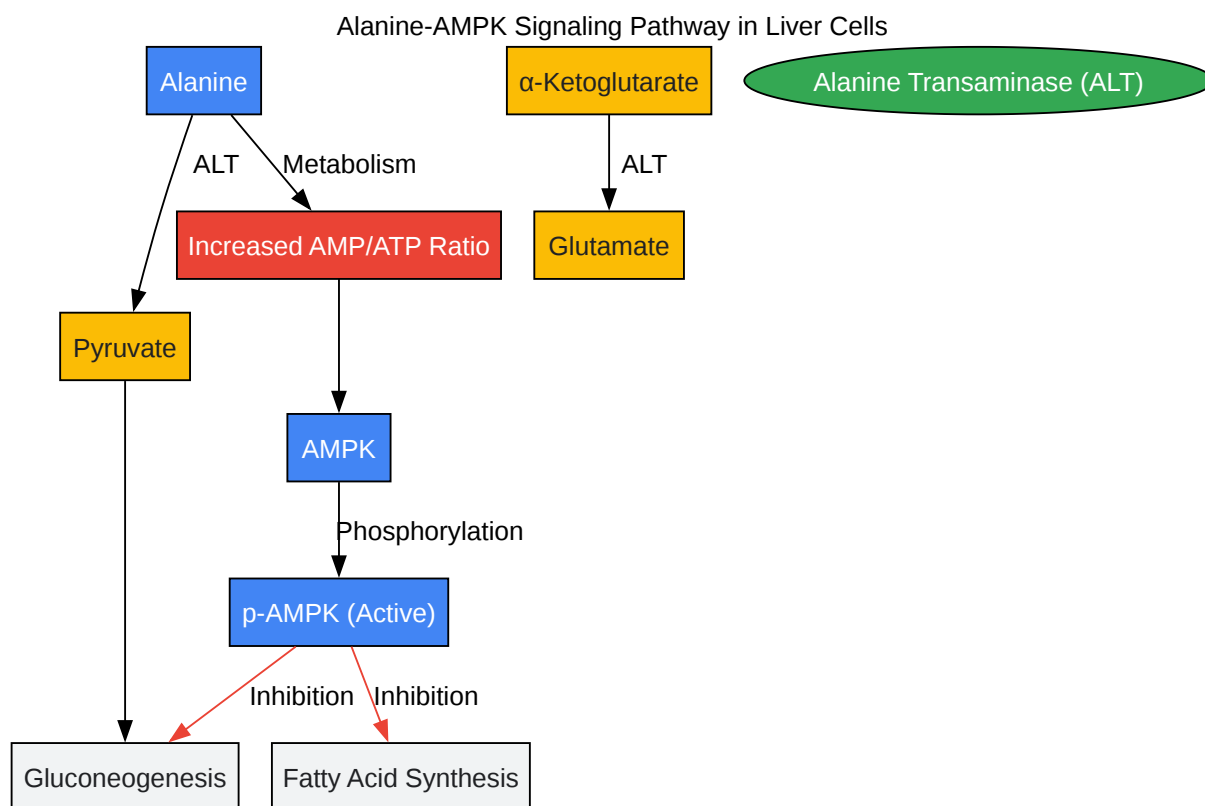 Alanine-AMPK Signaling Pathway in Liver Cells
Alanine
α-Ketoglutarate
Alanine Transaminase (ALT)
ALT
Metabolism
ALT
Increased AMP/ATP Ratio
Glutamate
Pyruvate
AMPK
Phosphorylation
p-AMPK (Active)
Inhibition
Inhibition
Gluconeogenesis
Fatty Acid Synthesis